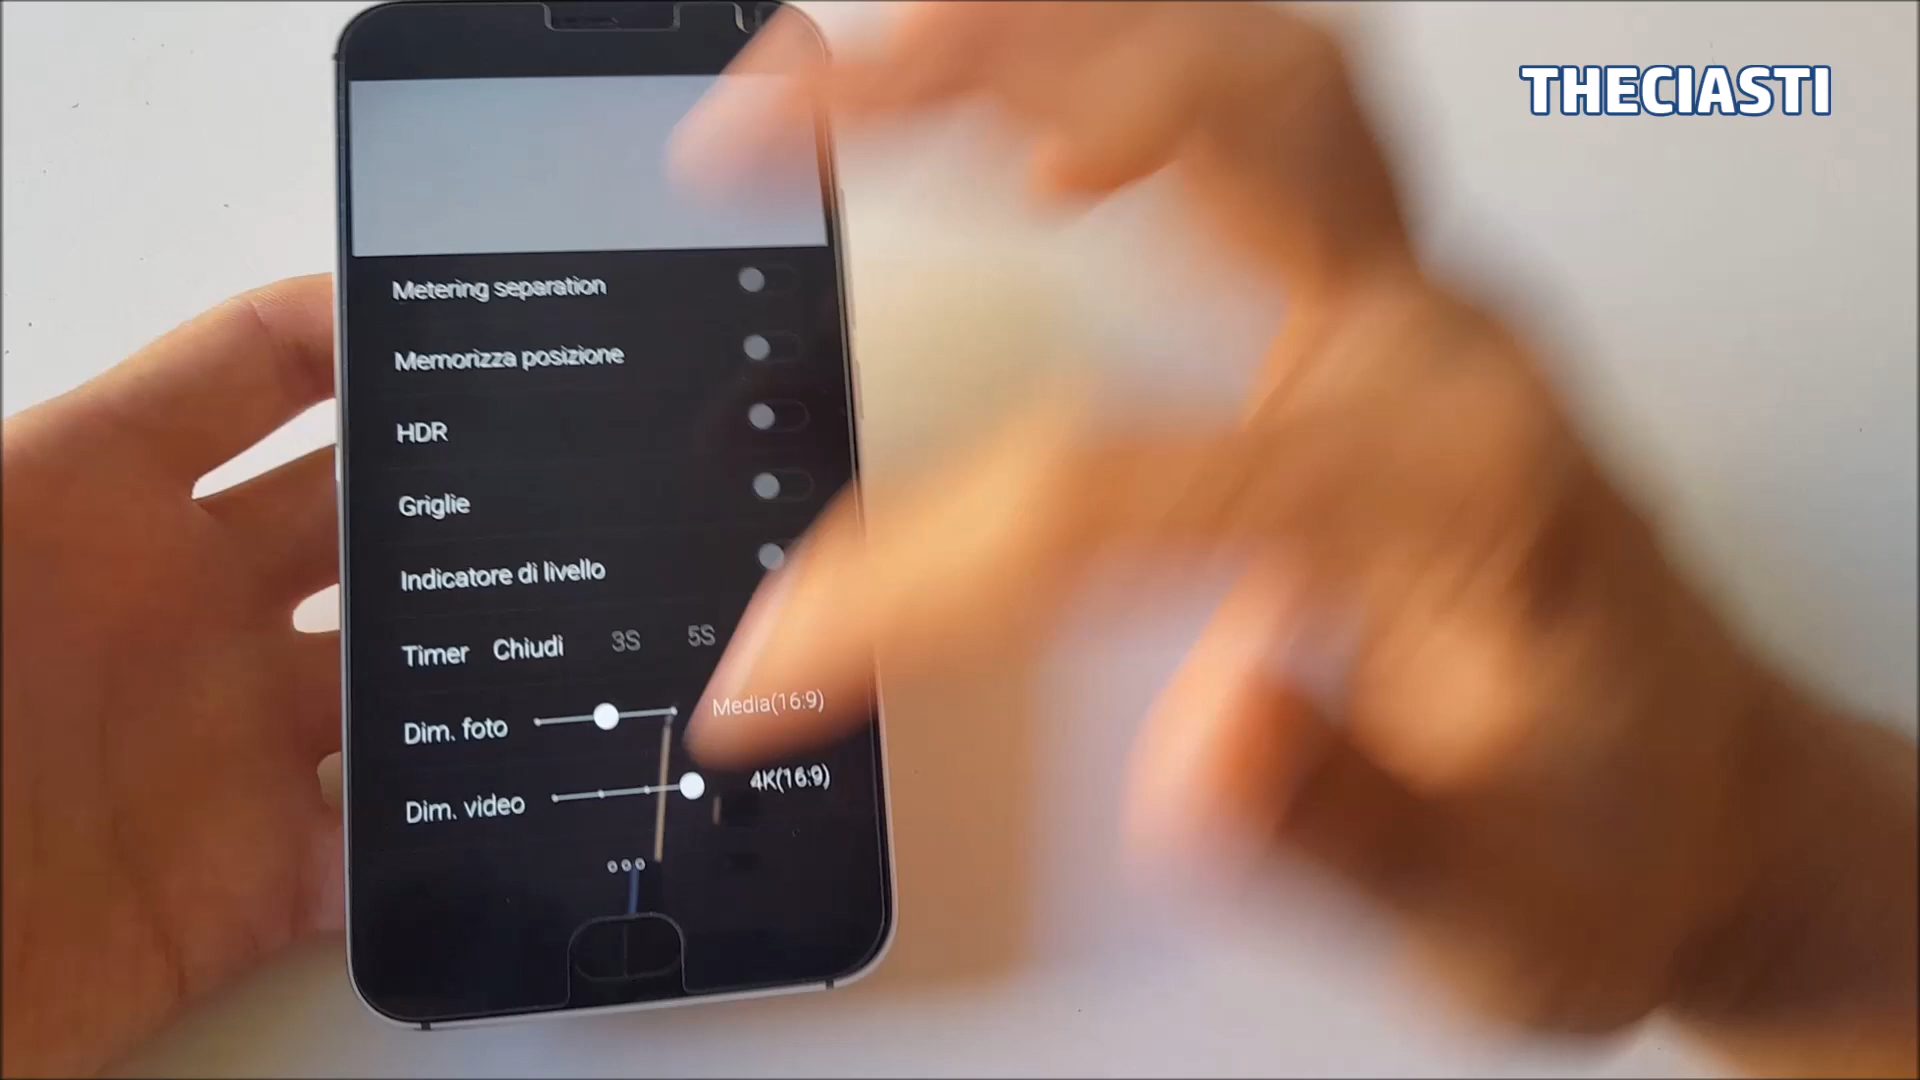 THECIASTI
Metering separation
Memorizza posizione
HDR
Griglie
Indicatore di livello
Timer Chiudi 3S 5S
Dim. foto Media(16:9)
Dim. video 4K(16:9)